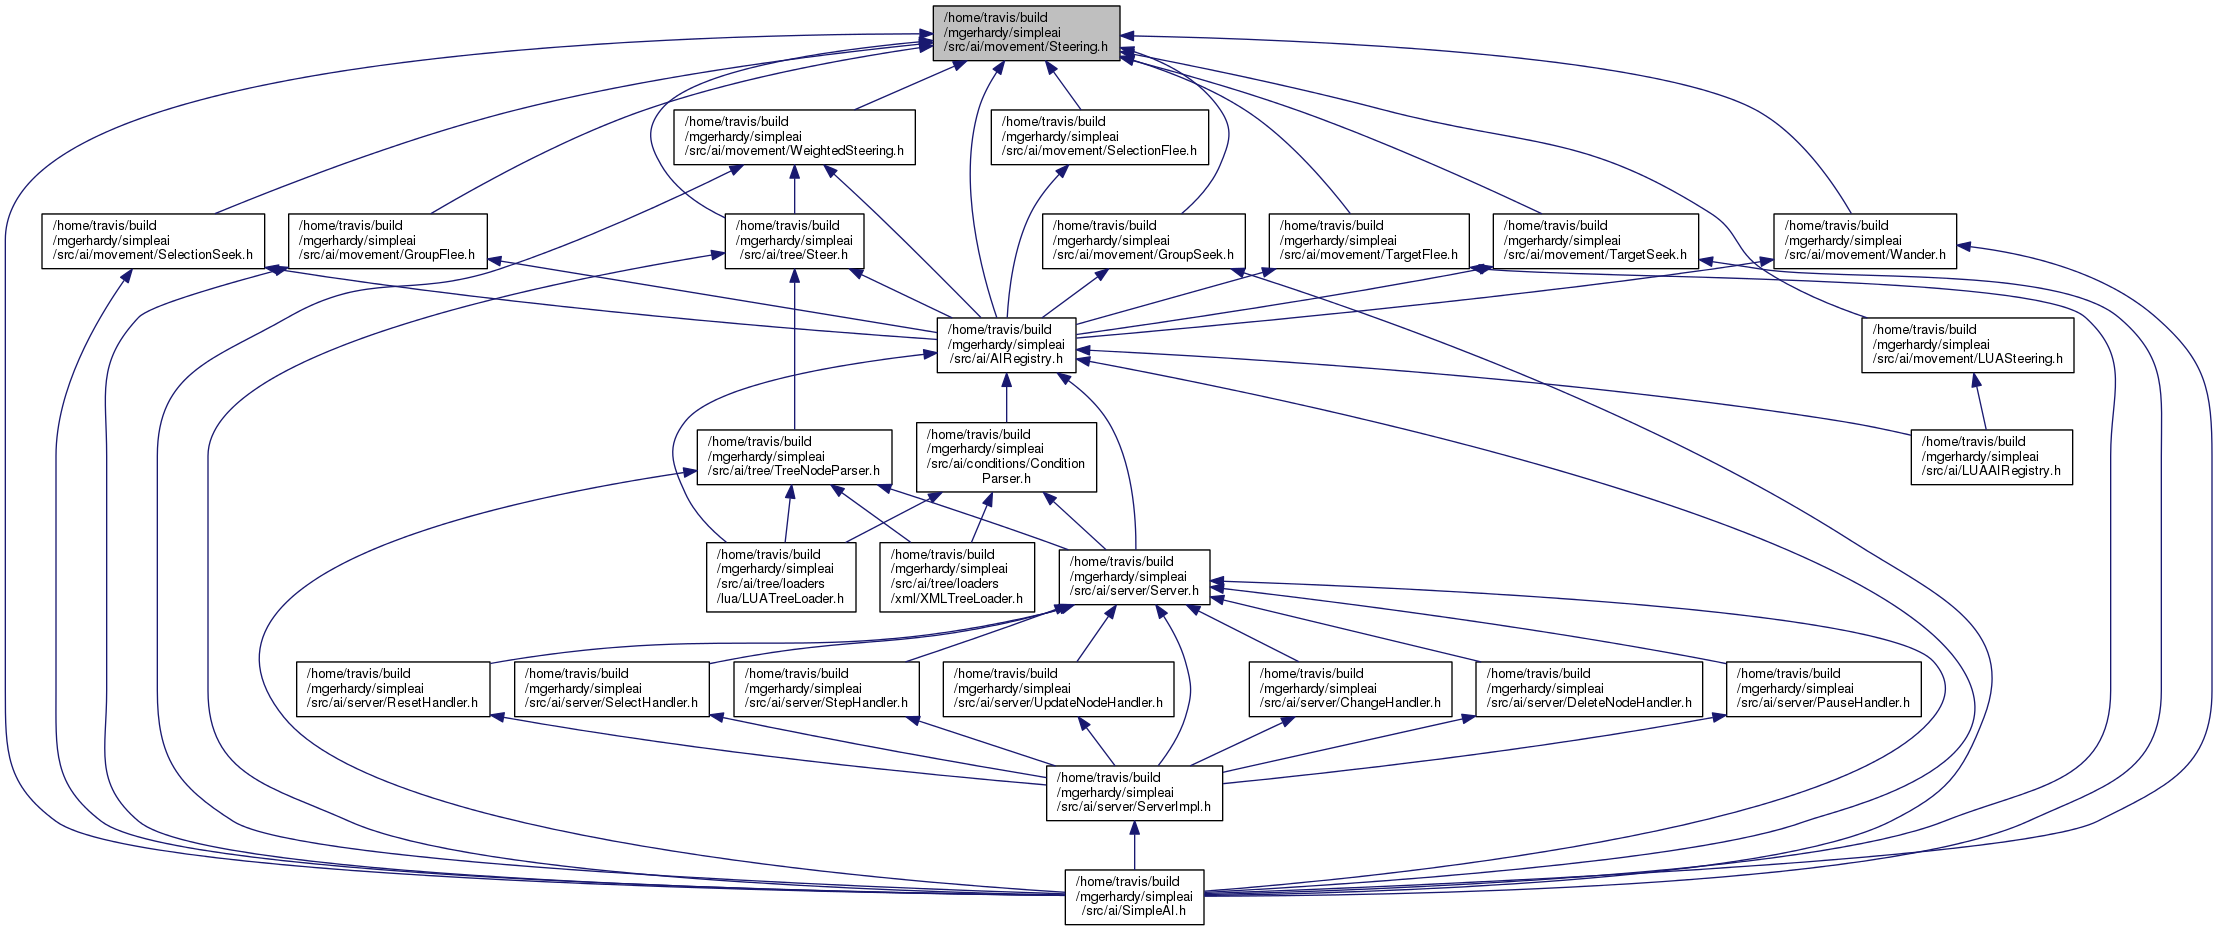 /home/travis/build
/mgerhardy/simpleai
/src/ai/movement/Steering.h
/home/travis/build
/mgerhardy/simpleai
/src/ai/movement/WeightedSteering.h
/home/travis/build
/mgerhardy/simpleai
/src/ai/movement/SelectionFlee.h
/home/travis/build
/mgerhardy/simpleai
/src/ai/movement/SelectionSeek.h
/home/travis/build
/mgerhardy/simpleai
/src/ai/movement/GroupFlee.h
/home/travis/build
/mgerhardy/simpleai
/src/ai/tree/Steer.h
/home/travis/build
/mgerhardy/simpleai
/src/ai/movement/GroupSeek.h
/home/travis/build
/mgerhardy/simpleai
/src/ai/movement/TargetFlee.h
/home/travis/build
/mgerhardy/simpleai
/src/ai/movement/TargetSeek.h
/home/travis/build
/mgerhardy/simpleai
/src/ai/movement/Wander.h
/home/travis/build
/mgerhardy/simpleai
/src/ai/AIRegistry.h
/home/travis/build
/mgerhardy/simpleai
/src/ai/movement/LUASteering.h
/home/travis/build
/mgerhardy/simpleai
/src/ai/tree/TreeNodeParser.h
/home/travis/build
/mgerhardy/simpleai
/src/ai/conditions/Condition
Parser.h
/home/travis/build
/mgerhardy/simpleai
/src/ai/LUAAIRegistry.h
/home/travis/build
/mgerhardy/simpleai
/src/ai/tree/loaders
/lua/LUATreeLoader.h
/home/travis/build
/mgerhardy/simpleai
/src/ai/tree/loaders
/xml/XMLTreeLoader.h
/home/travis/build
/mgerhardy/simpleai
/src/ai/server/Server.h
/home/travis/build
/mgerhardy/simpleai
/src/ai/server/ResetHandler.h
/home/travis/build
/mgerhardy/simpleai
/src/ai/server/SelectHandler.h
/home/travis/build
/mgerhardy/simpleai
/src/ai/server/StepHandler.h
/home/travis/build
/mgerhardy/simpleai
/src/ai/server/UpdateNodeHandler.h
/home/travis/build
/mgerhardy/simpleai
/src/ai/server/ChangeHandler.h
/home/travis/build
/mgerhardy/simpleai
/src/ai/server/DeleteNodeHandler.h
/home/travis/build
/mgerhardy/simpleai
/src/ai/server/PauseHandler.h
/home/travis/build
/mgerhardy/simpleai
/src/ai/server/ServerImpl.h
/home/travis/build
/mgerhardy/simpleai
/src/ai/SimpleAI.h